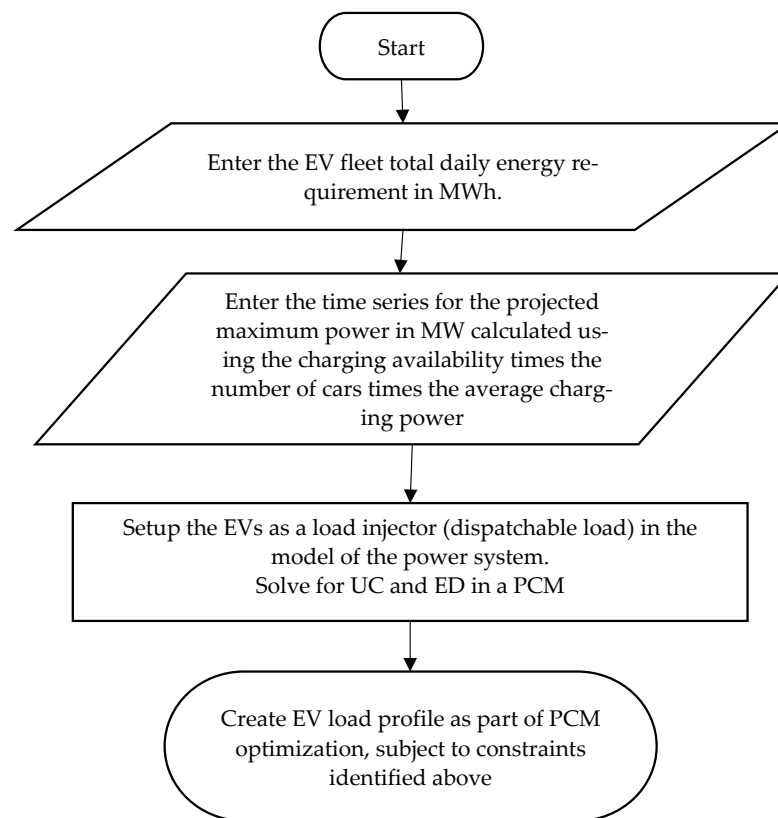 Start
Enter the EV fleet total daily energy re-
quirement in MWh.
Enter the time series for the projected
maximum power in MW calculated us-
ing the charging availability times the
number of cars times the average charg-
ing power
Setup the EVs as a load injector (dispatchable load) in the
model of the power system.
Solve for UC and ED in a PCM
Create EV load profile as part of PCM
optimization, subject to constraints
identified above